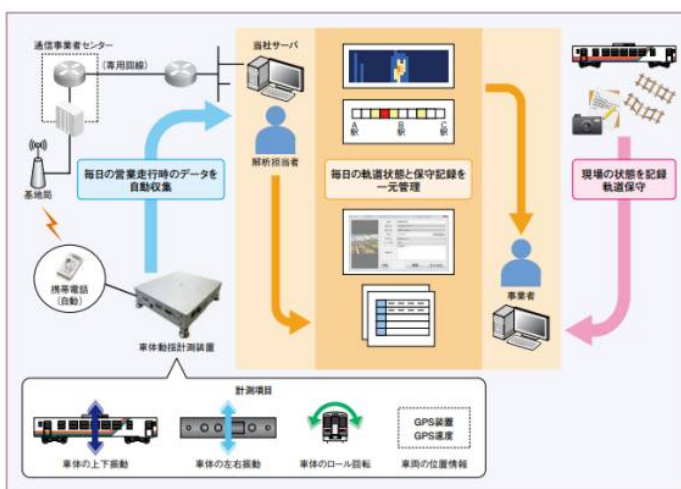 通信事業者センター
(専用回線)
当社サーバ
解析担当者
基地局
毎日の営業走行時のデータを
自動収集
携帯電話
(自動)
車体動揺計測装置
A駅
B駅
C駅
毎日の軌道状態と保守記録を
一元管理
事業者
現場の状態を記録
軌道保守
計測項目
車体の上下振動
車体の左右振動
車体のロール回転
GPS装置
GPS速度
車両の位置情報